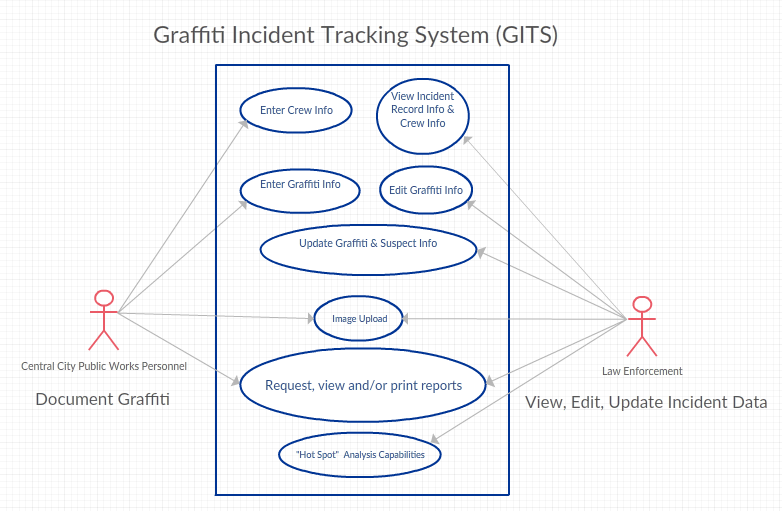 Graffiti Incident Tracking System (GITS)
Enter Crew Info
View Incident
Record Info &
Crew Info
Enter Graffiti Info
Edit Graffiti Info
Update Graffiti & Suspect Info
Image Upload
Central City Public Works Personnel
Law Enforcement
Request, view and/or print reports
Document Graffiti
View, Edit, Update Incident Data
"Hot Spot" Analysis Capabilities